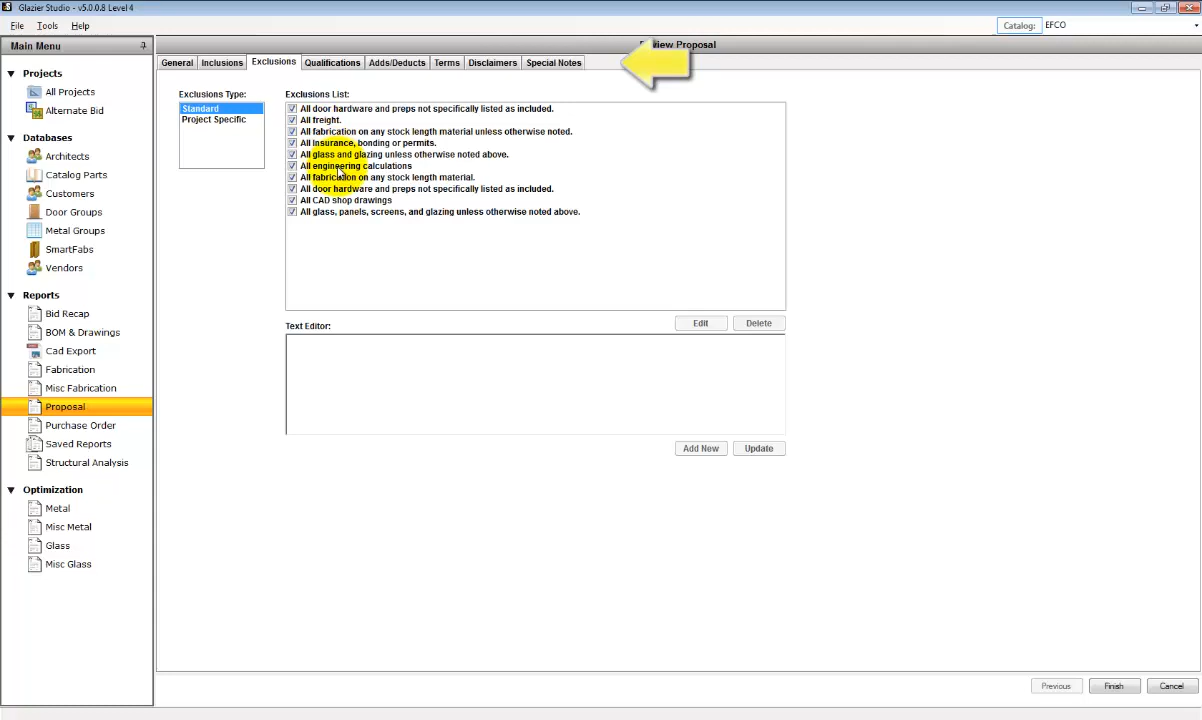 Glazier Studio - v5.0.0.8 Level 4
File Tools Help
Catalog: EFCO
Main Menu
Projects
All Projects
Alternate Bid
Databases
Architects
Catalog Parts
Customers
Door Groups
Metal Groups
SmartFabs
Vendors
Reports
Bid Recap
BOM & Drawings
Cad Export
Fabrication
Misc Fabrication
Proposal
Purchase Order
Saved Reports
Structural Analysis
Optimization
Metal
Misc Metal
Glass
Misc Glass
Proposal
General Inclusions Exclusions Qualifications Adds/Deducts Terms Disclaimers Special Notes
Exclusions Type:
Standard
Project Specific
Exclusions List:
All door hardware and preps not specifically listed as included.
All freight.
All fabrication on any stock length material unless otherwise noted.
All Insurance, bonding or permits.
All glass and glazing unless otherwise noted above.
All engineering calculations
All fabrication on any stock length material.
All door hardware and preps not specifically listed as included.
All CAD shop drawings
All glass, panels, screens, and glazing unless otherwise noted above.
Edit Delete
Text Editor:
Add New Update
Previous Finish Cancel